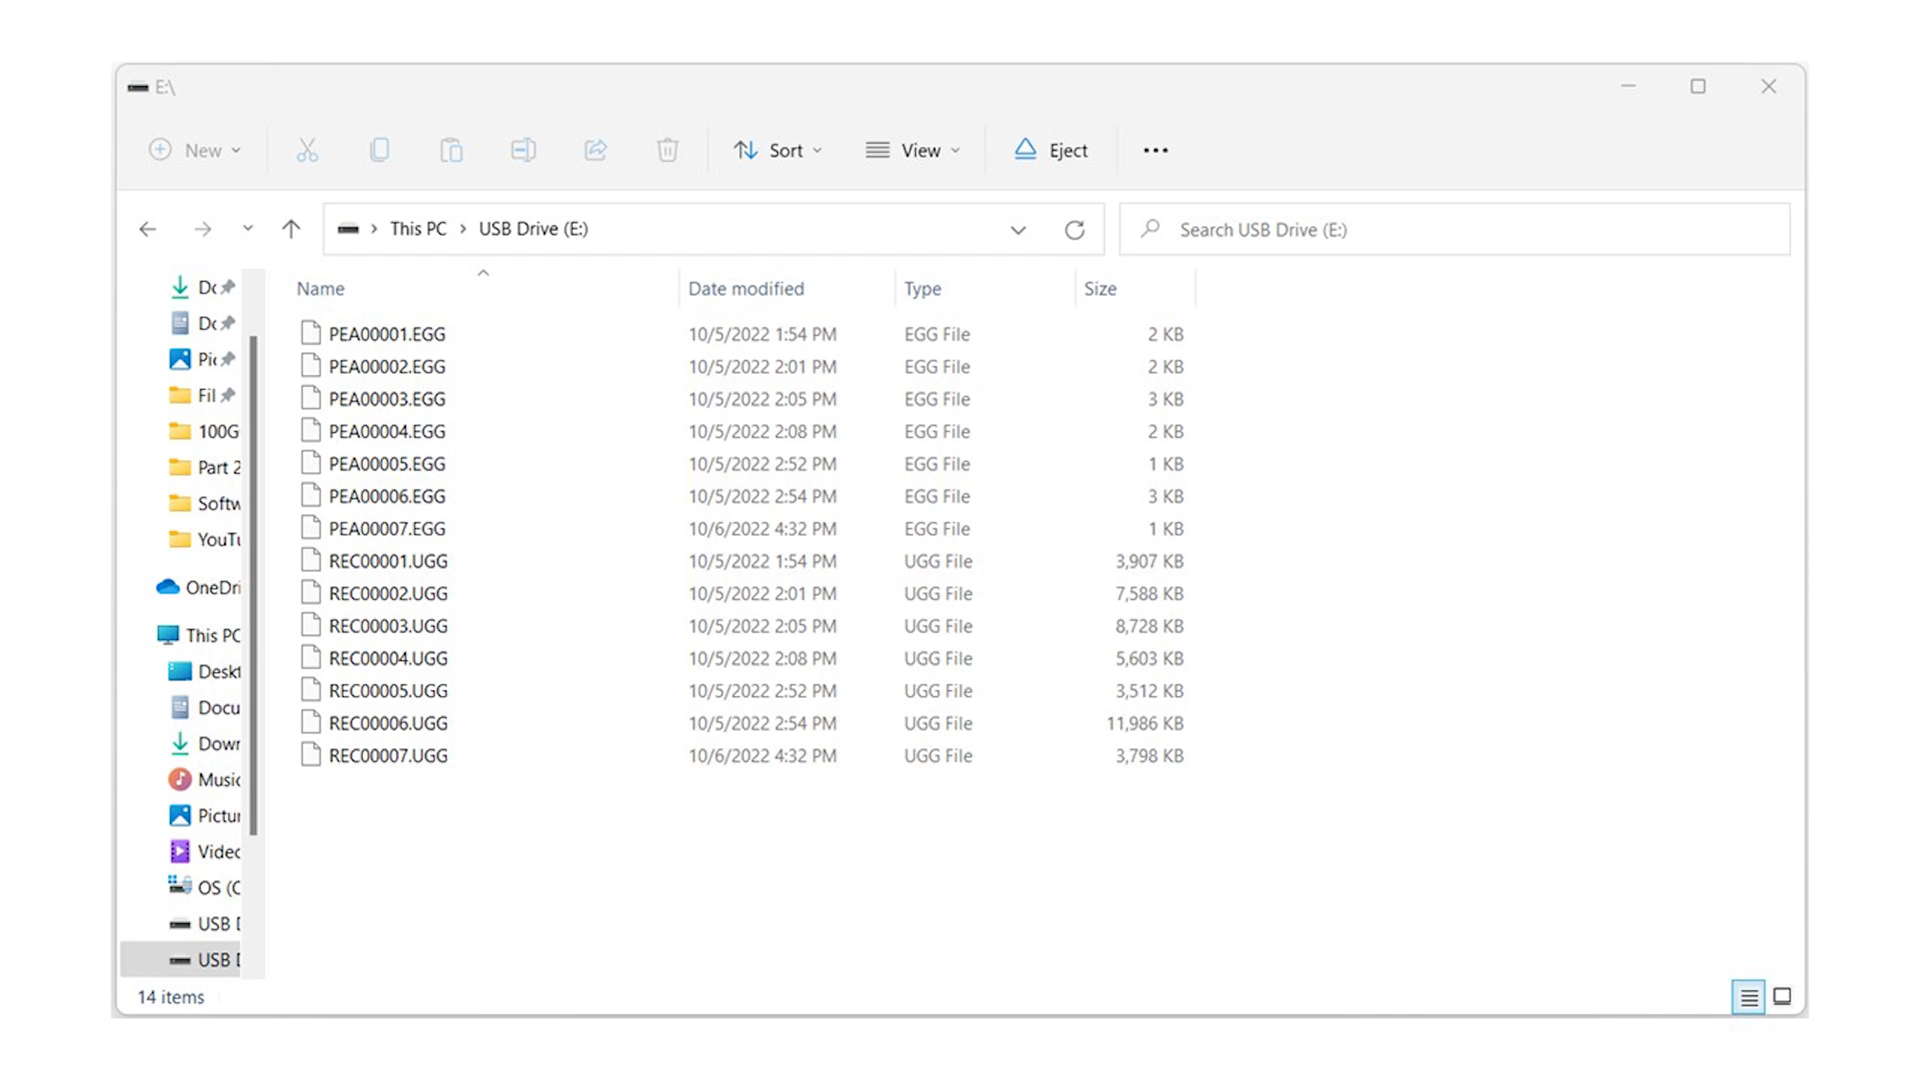 E:\
New
Sort
View
Eject
This PC > USB Drive (E:)
Search USB Drive (E:)
Name Date modified Type Size
PEA00001.EGG 10/5/2022 1:54 PM EGG File 2 KB
PEA00002.EGG 10/5/2022 2:01 PM EGG File 2 KB
PEA00003.EGG 10/5/2022 2:05 PM EGG File 3 KB
PEA00004.EGG 10/5/2022 2:08 PM EGG File 2 KB
PEA00005.EGG 10/5/2022 2:52 PM EGG File 1 KB
PEA00006.EGG 10/5/2022 2:54 PM EGG File 3 KB
PEA00007.EGG 10/6/2022 4:32 PM EGG File 1 KB
REC00001.UGG 10/5/2022 1:54 PM UGG File 3,907 KB
REC00002.UGG 10/5/2022 2:01 PM UGG File 7,588 KB
REC00003.UGG 10/5/2022 2:05 PM UGG File 8,728 KB
REC00004.UGG 10/5/2022 2:08 PM UGG File 5,603 KB
REC00005.UGG 10/5/2022 2:52 PM UGG File 3,512 KB
REC00006.UGG 10/5/2022 2:54 PM UGG File 11,986 KB
REC00007.UGG 10/6/2022 4:32 PM UGG File 3,798 KB
Do
Do
Pic
Fil
100G
Part 2
Softw
YouTu
OneDri
This PC
Deskt
Docu
Down
Music
Pictur
Videc
OS (C
USB D
USB D
14 items